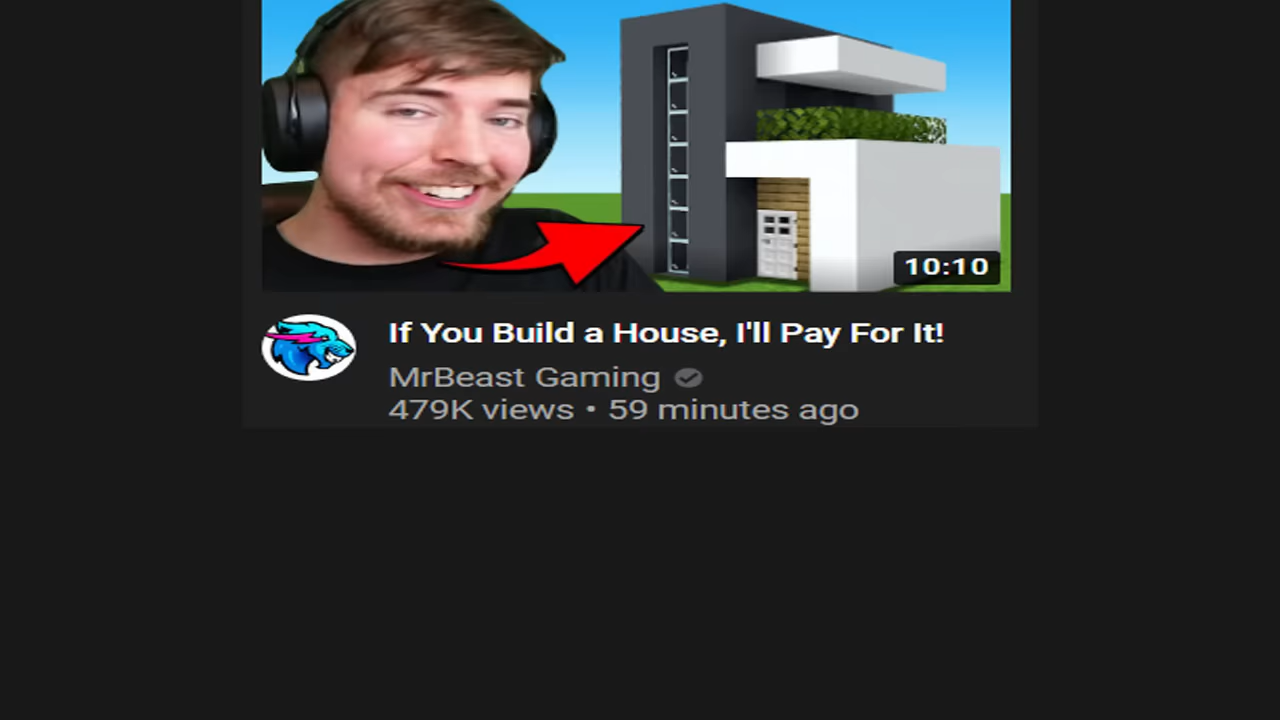 10:10
If You Build a House, I'll Pay For It!
MrBeast Gaming
479K views • 59 minutes ago